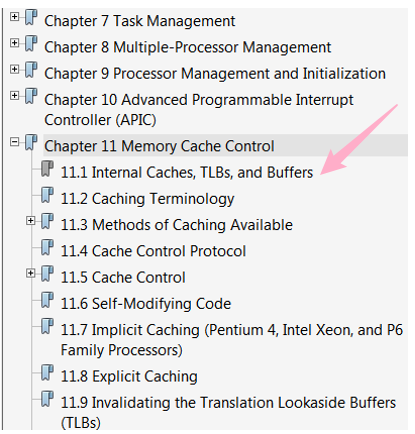 Chapter 7 Task Management
Chapter 8 Multiple-Processor Management
Chapter 9 Processor Management and Initialization
Chapter 10 Advanced Programmable Interrupt
Controller (APIC)
Chapter 11 Memory Cache Control
11.1 Internal Caches, TLBs, and Buffers
11.2 Caching Terminology
11.3 Methods of Caching Available
11.4 Cache Control Protocol
11.5 Cache Control
11.6 Self-Modifying Code
11.7 Implicit Caching (Pentium 4, Intel Xeon, and P6
Family Processors)
11.8 Explicit Caching
11.9 Invalidating the Translation Lookaside Buffers
(TLBs)